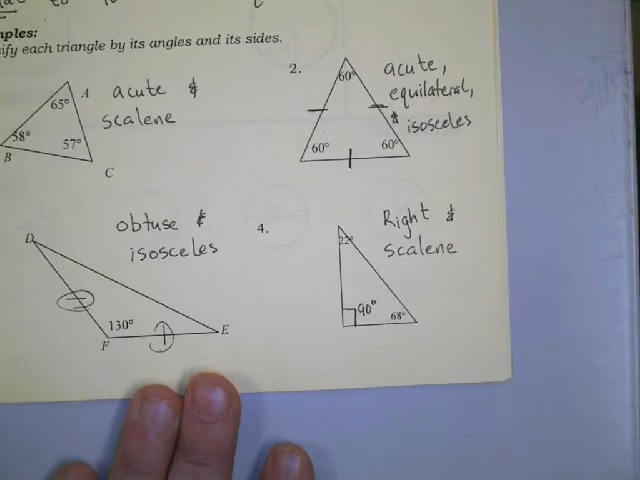 ify each triangle by its angles and its sides.
A
65°
58°
57°
B
C
acute &
scalene
2.
60°
60°
60°
acute,
equilateral,
& isosceles
D
130°
F
E
obtuse &
isosceles
4.
22°
90°
68°
Right &
scalene